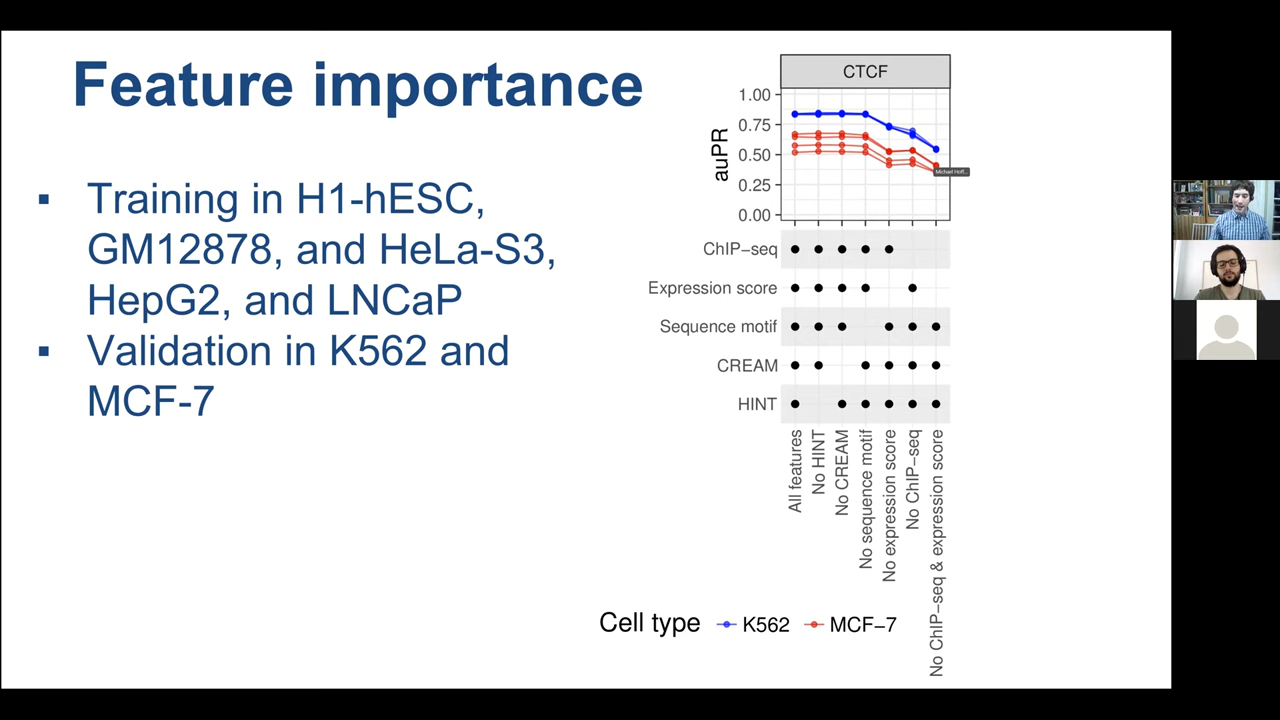 Feature importance
▪ Training in H1-hESC,
GM12878, and HeLa-S3,
HepG2, and LNCaP
▪ Validation in K562 and
MCF-7
CTCF
auPR
1.00
0.75
0.50
0.25
0.00
Michael Hoff...
ChIP−seq
Expression score
Sequence motif
CREAM
HINT
All features
No HINT
No CREAM
No sequence motif
No expression score
No ChIP−seq
No ChIP−seq & expression score
Cell type K562 MCF−7